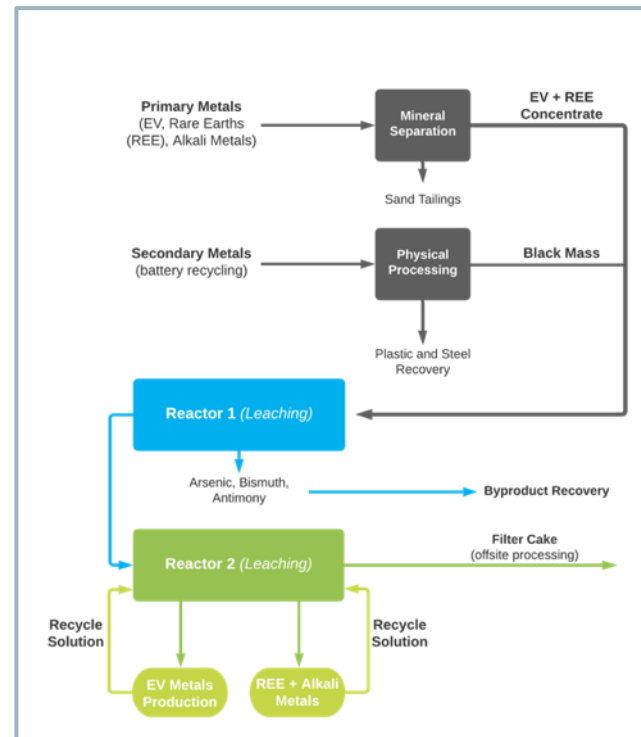 Primary Metals
(EV, Rare Earths
(REE), Alkali Metals)
Mineral
Separation
EV + REE
Concentrate
Sand Tailings
Secondary Metals
(battery recycling)
Physical
Processing
Black Mass
Plastic and Steel
Recovery
Reactor 1 (Leaching)
Arsenic, Bismuth,
Antimony
Byproduct Recovery
Filter Cake
(offsite processing)
Reactor 2 (Leaching)
Recycle
Solution
Recycle
Solution
EV Metals
Production
REE + Alkali
Metals